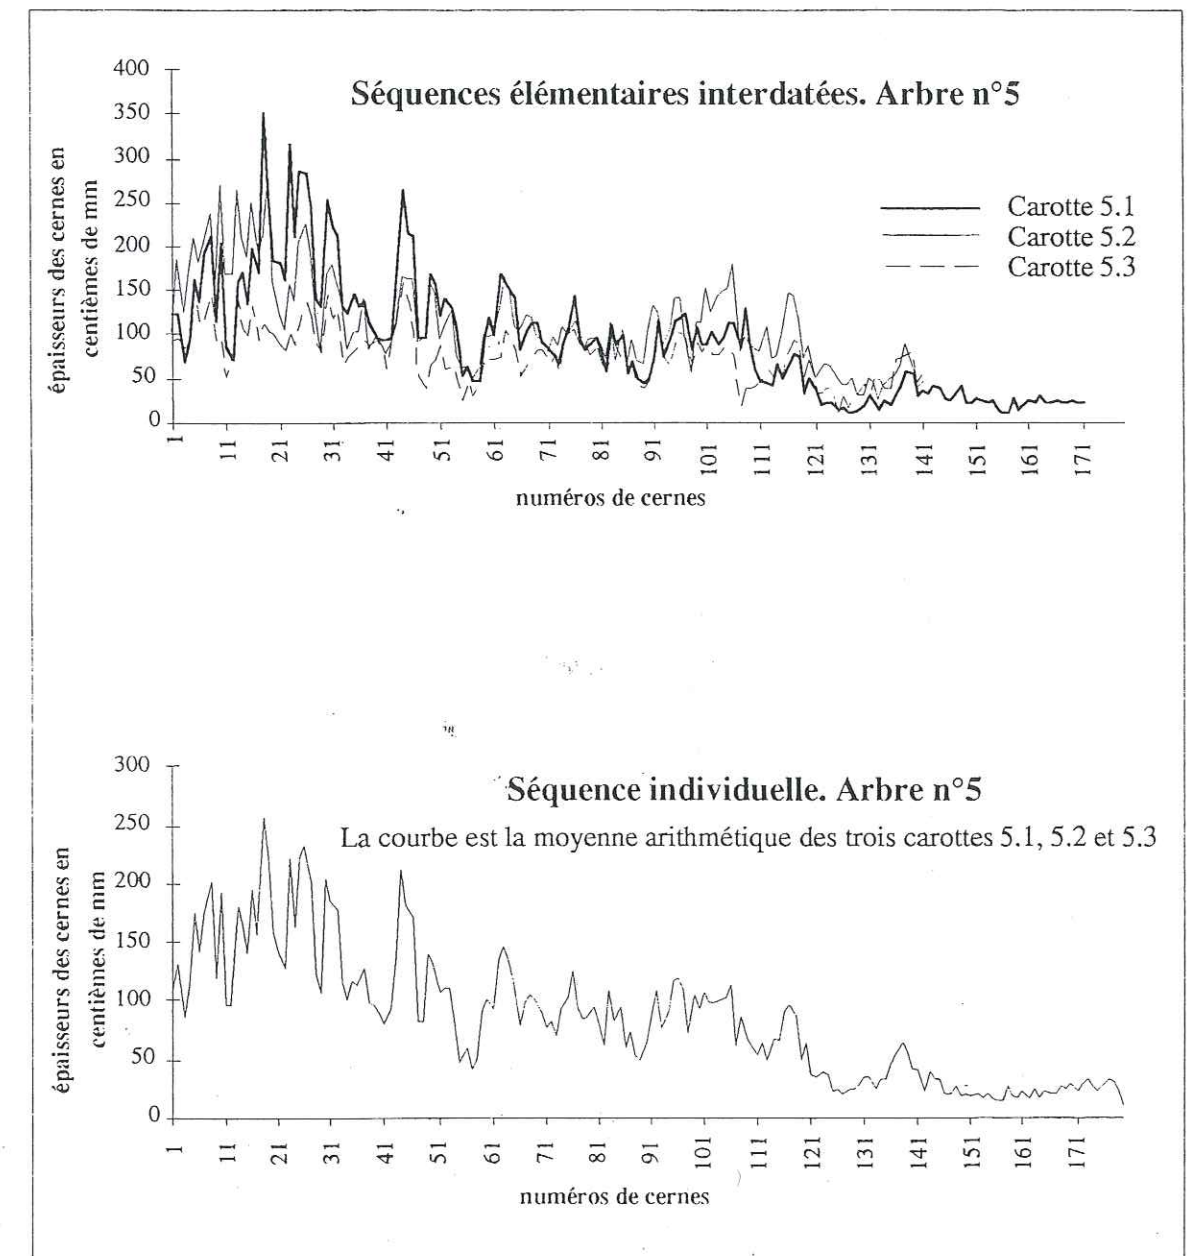 Séquences élémentaires interdatées. Arbre n°5
épaisseurs des cernes en
centièmes de mm
400
350
300
250
200
150
100
50
0
Carotte 5.1
Carotte 5.2
Carotte 5.3
1 11 21 31 41 51 61 71 81 91 101 111 121 131 141 151 161 171
numéros de cernes
Séquence individuelle. Arbre n°5
La courbe est la moyenne arithmétique des trois carottes 5.1, 5.2 et 5.3
épaisseurs des cernes en
centièmes de mm
300
250
200
150
100
50
0
1 11 21 31 41 51 61 71 81 91 101 111 121 131 141 151 161 171
numéros de cernes